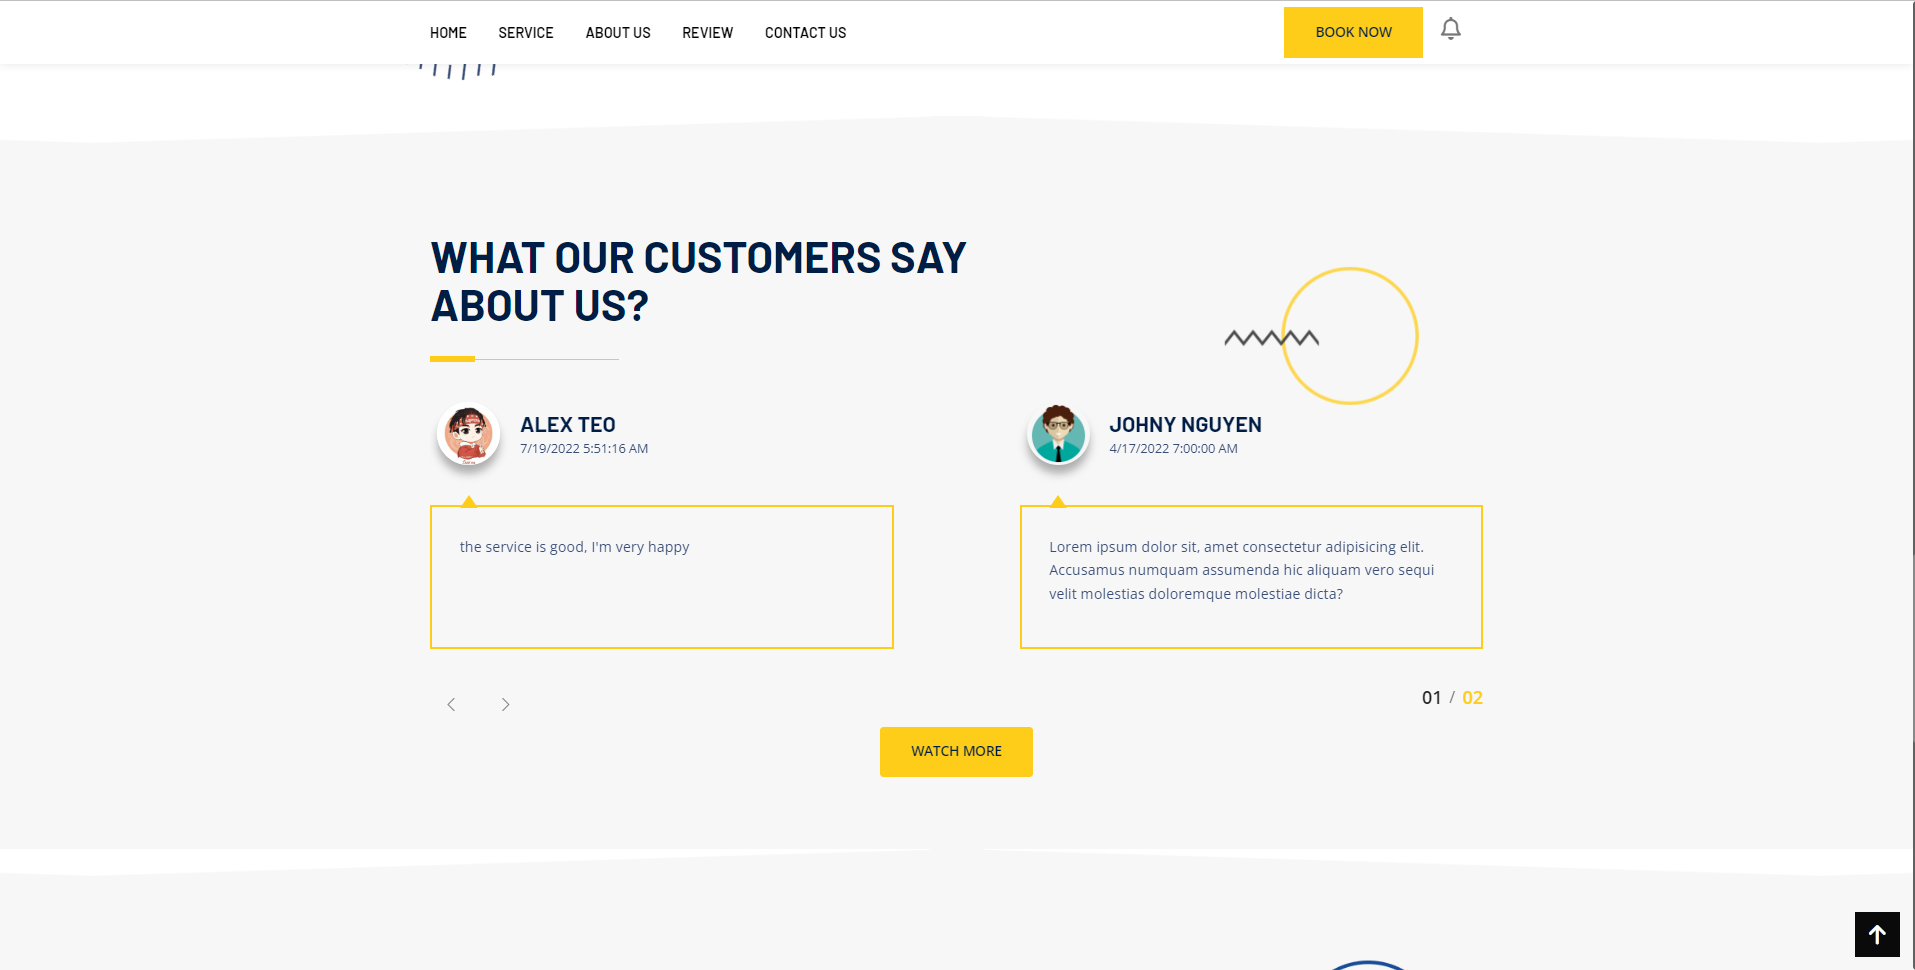 HOME SERVICE ABOUT US REVIEW CONTACT US BOOK NOW
WHAT OUR CUSTOMERS SAY
ABOUT US?
ALEX TEO
7/19/2022 5:51:16 AM
the service is good, I'm very happy
JOHNY NGUYEN
4/17/2022 7:00:00 AM
Lorem ipsum dolor sit, amet consectetur adipisicing elit.
Accusamus numquam assumenda hic aliquam vero sequi
velit molestias doloremque molestiae dicta?
01 / 02
WATCH MORE